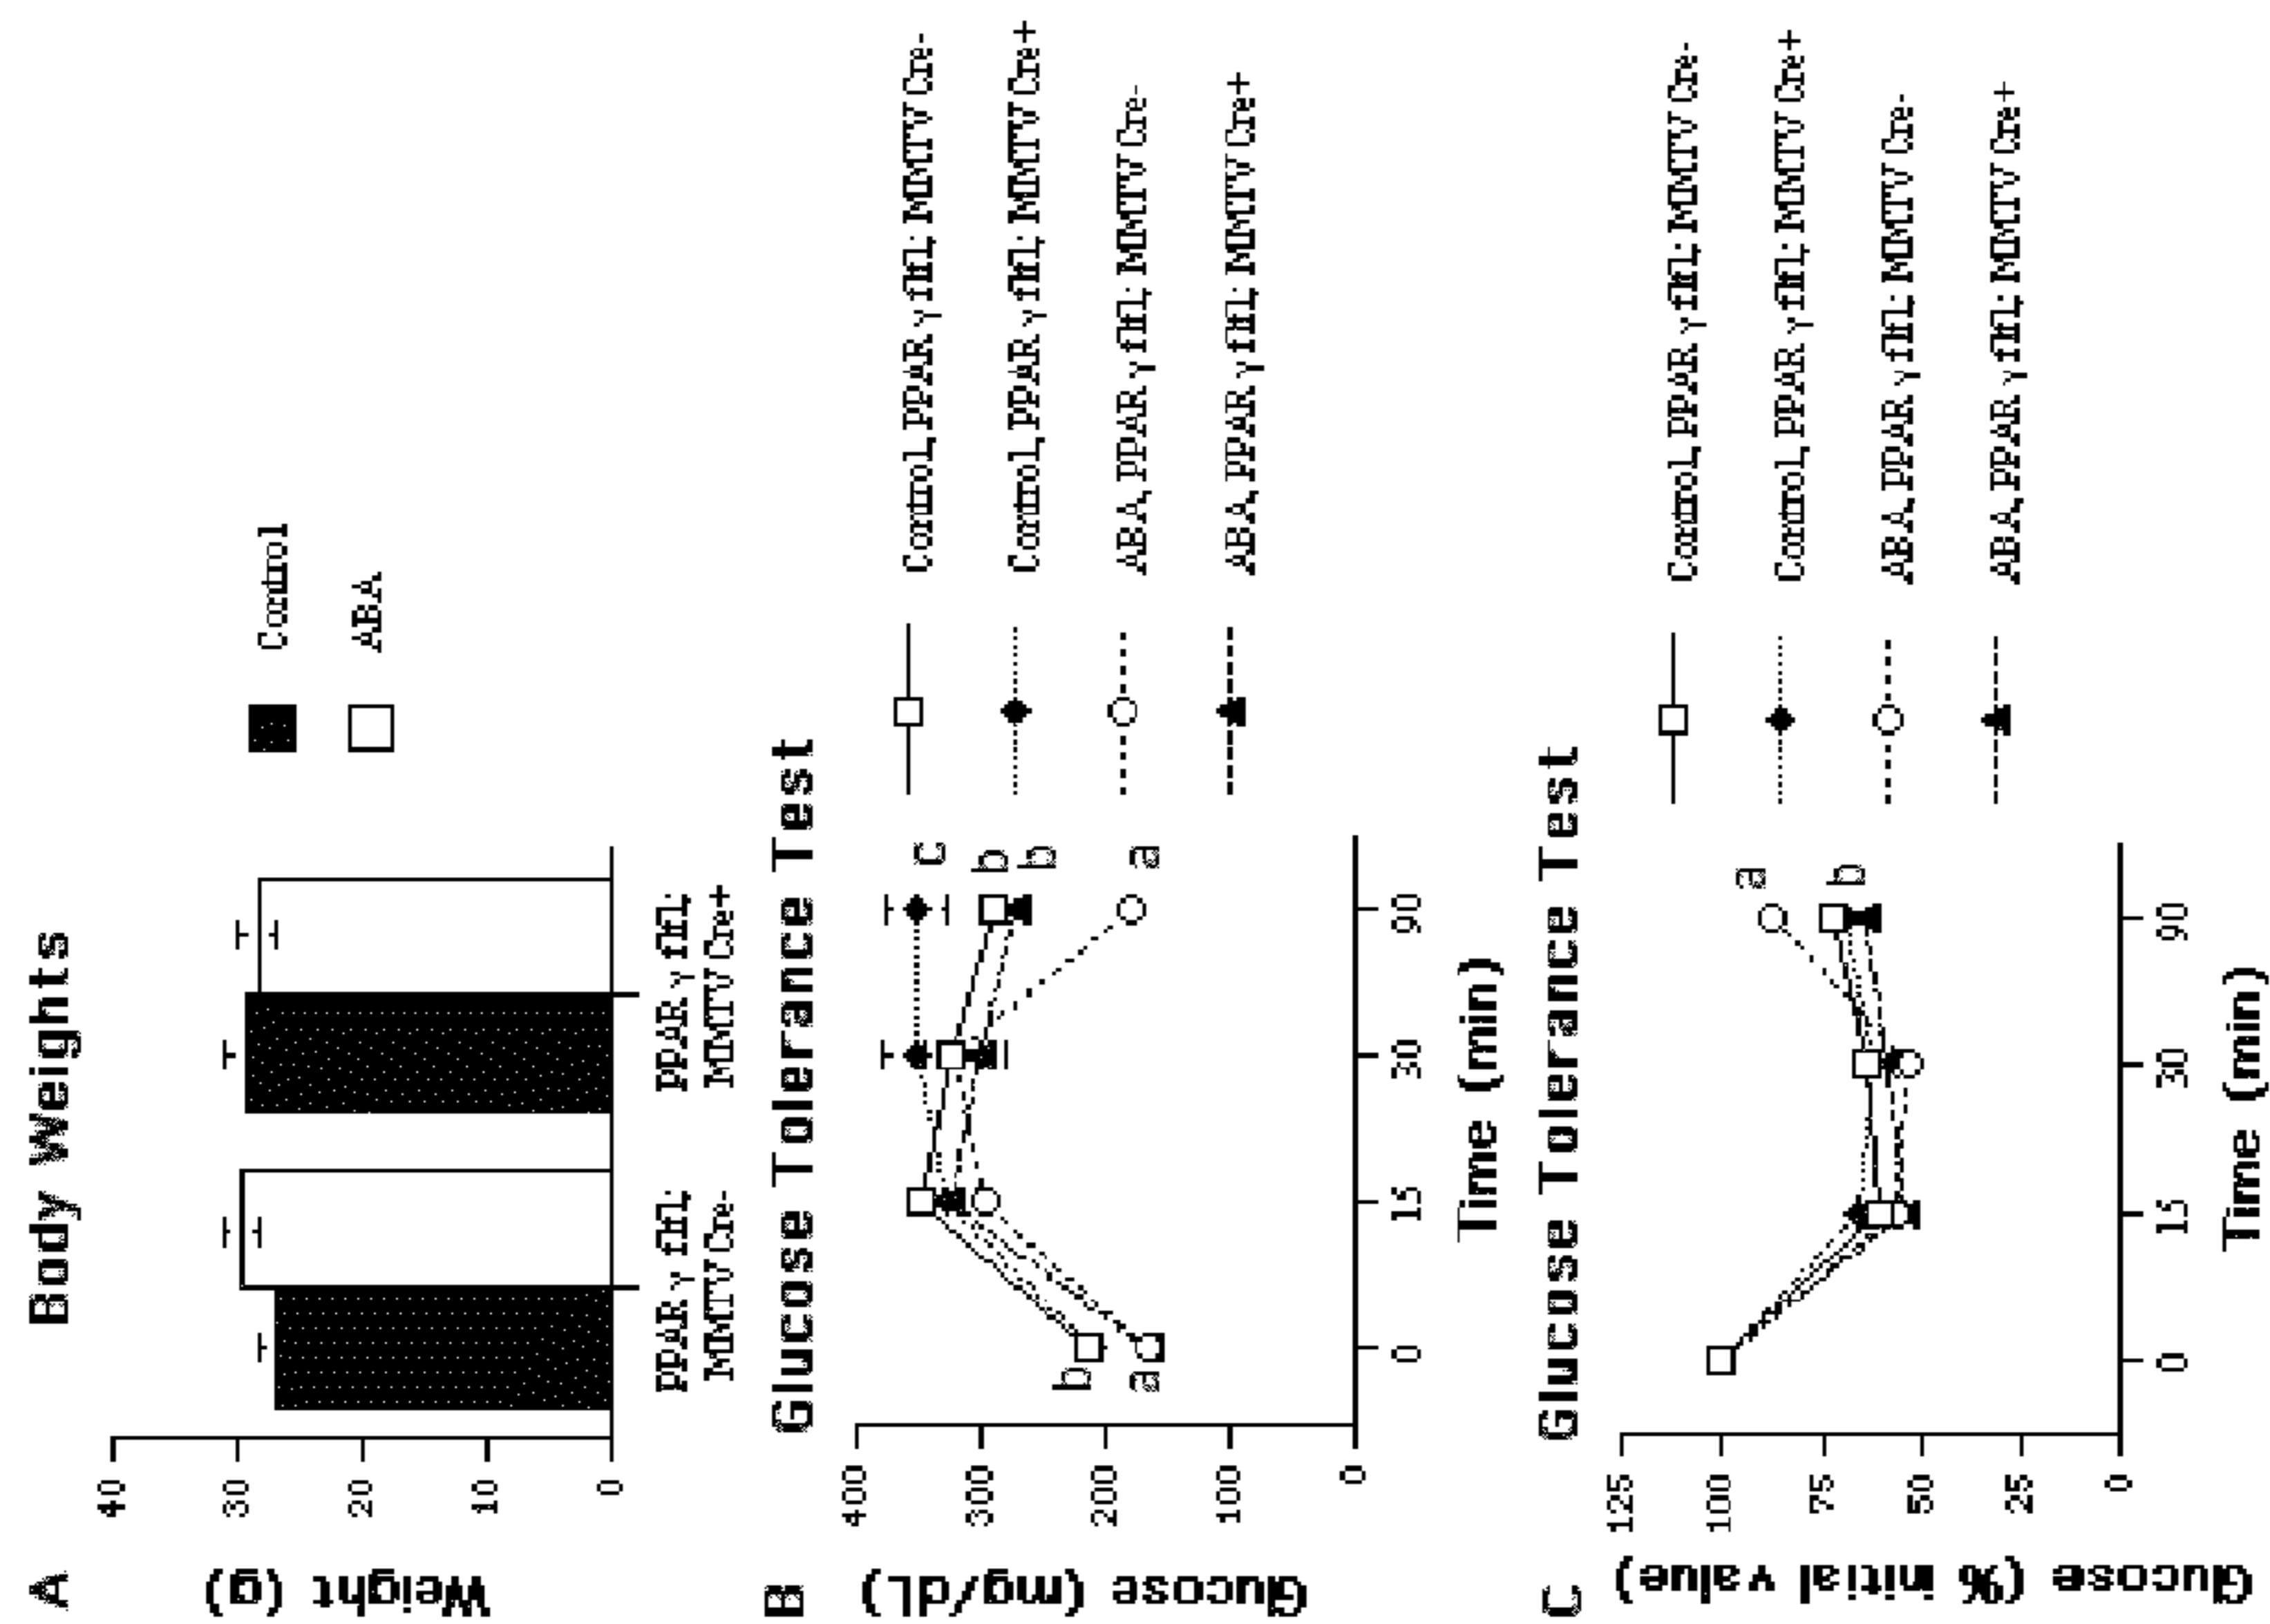 A
Body Weights
Weight (g)
40
30
20
10
0
PPAR γ fl/fl;
MMTV Cre-
PPAR γ fl/fl;
MMTV Cre+
Control
ABA
B
Glucose Tolerance Test
Glucose (mg/dL)
400
300
200
100
0
b
a
c
b
b
a
0
15
30
90
Time (min)
Control, PPAR γ fl/fl; MMTV Cre-
Control, PPAR γ fl/fl; MMTV Cre+
ABA, PPAR γ fl/fl; MMTV Cre-
ABA, PPAR γ fl/fl; MMTV Cre+
C
Glucose Tolerance Test
Glucose (% initial value)
125
100
75
50
25
0
a
b
0
15
30
90
Time (min)
Control, PPAR γ fl/fl; MMTV Cre-
Control, PPAR γ fl/fl; MMTV Cre+
ABA, PPAR γ fl/fl; MMTV Cre-
ABA, PPAR γ fl/fl; MMTV Cre+